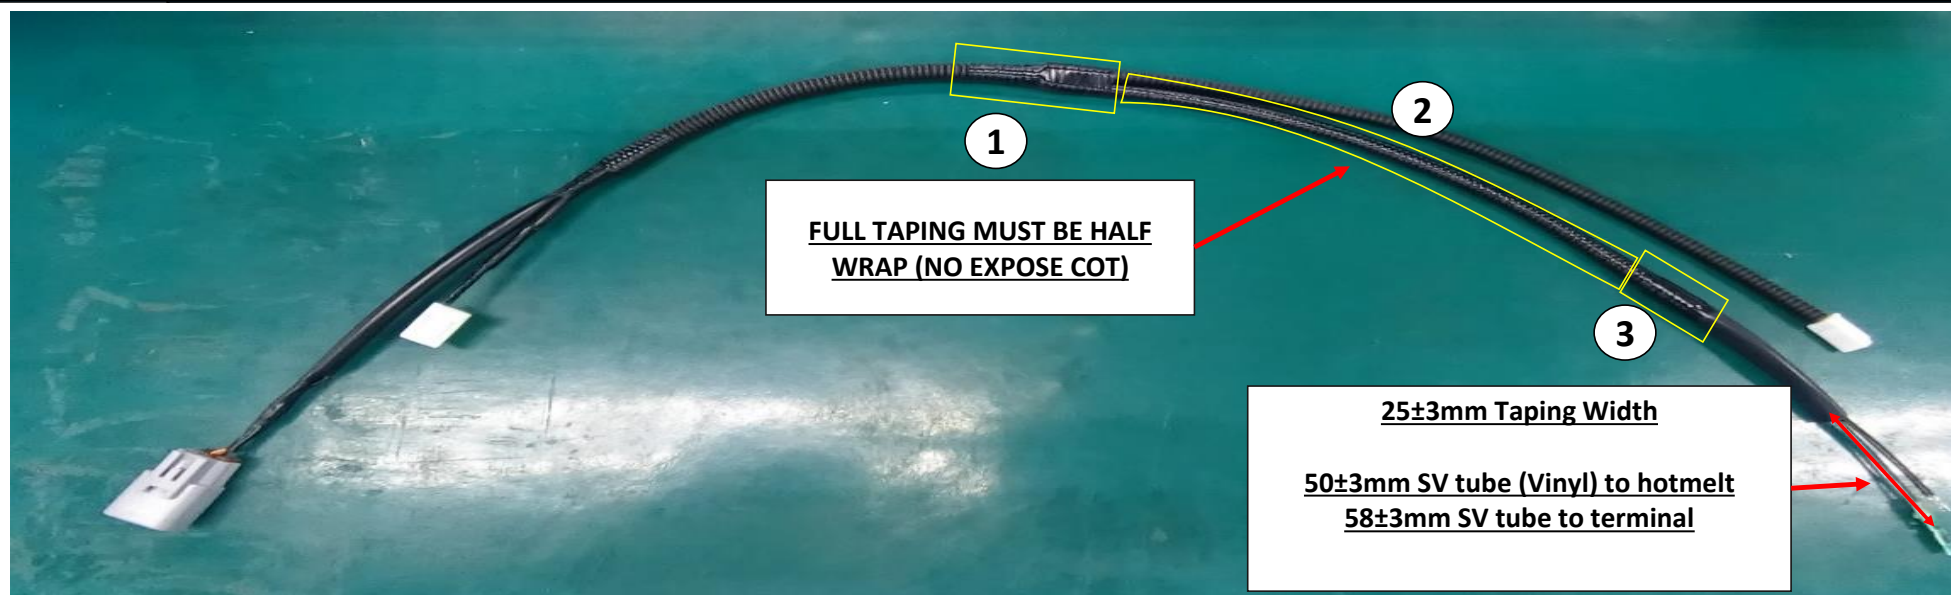 1
2
FULL TAPING MUST BE HALF
WRAP (NO EXPOSE COT)
3
25±3mm Taping Width
50±3mm SV tube (Vinyl) to hotmelt
58±3mm SV tube to terminal